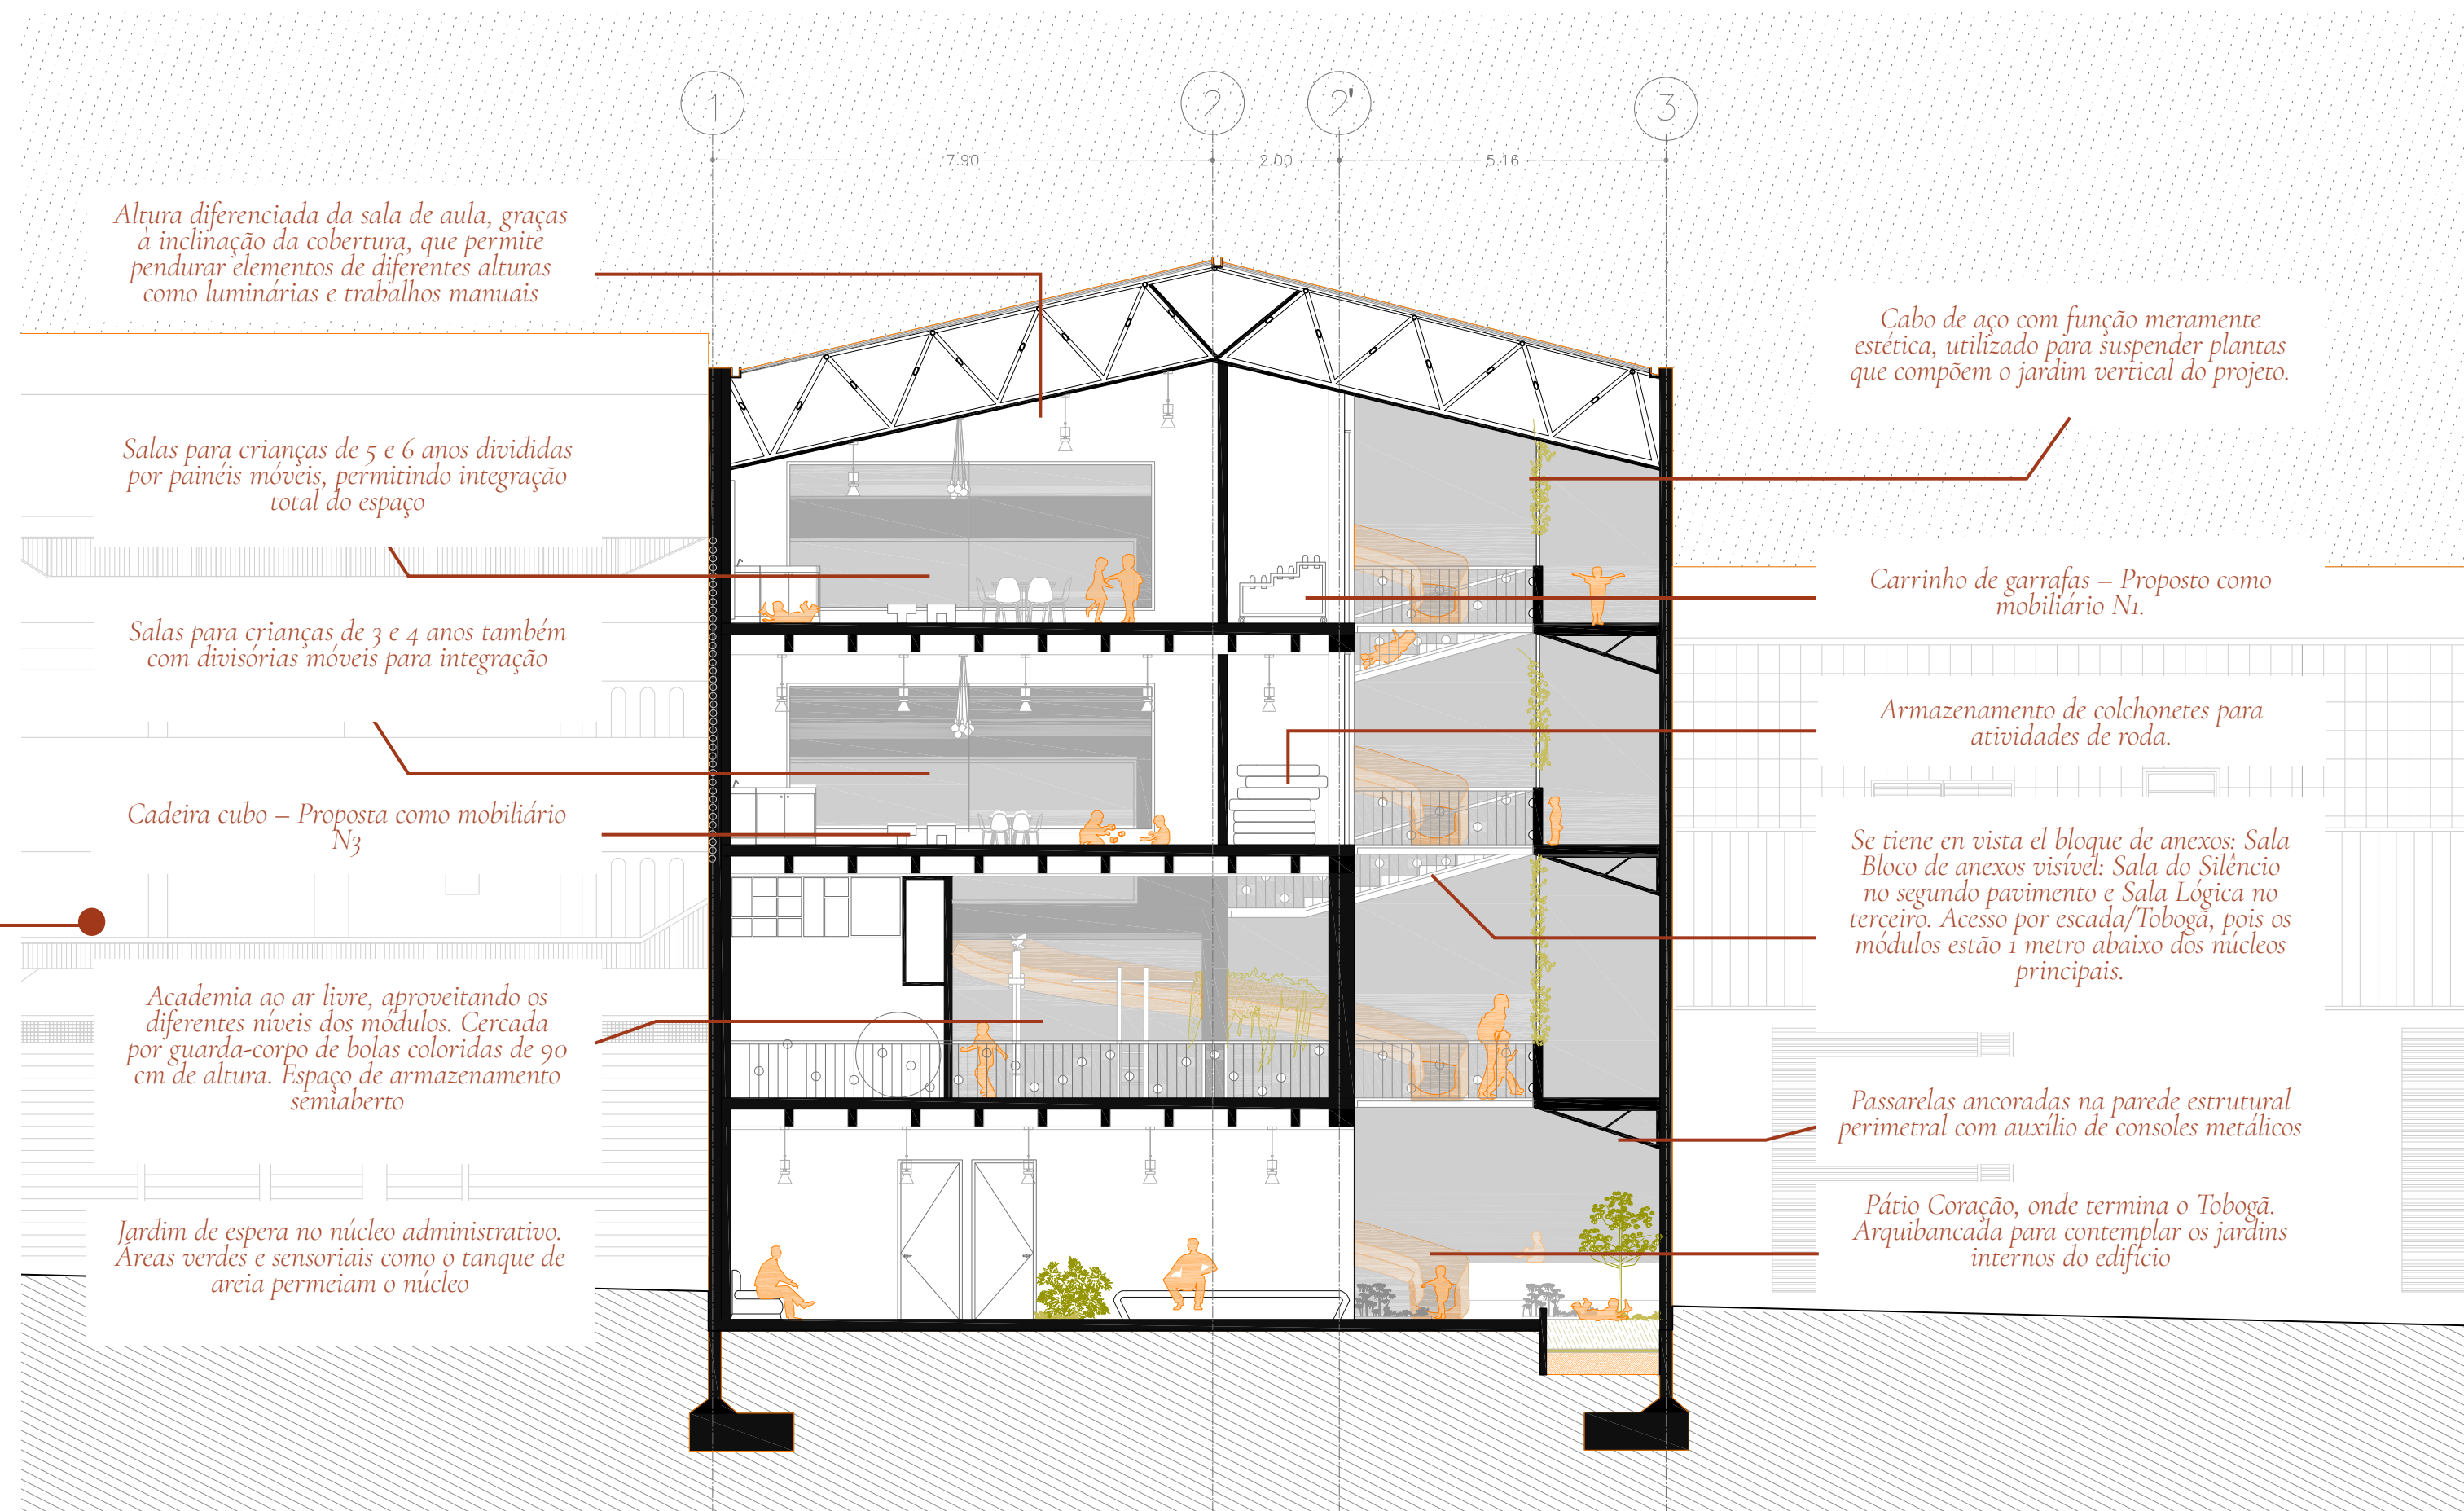 1
2
2'
3
7.90
2.00
5.16
Altura diferenciada da sala de aula, graças
à inclinação da cobertura, que permite
pendurar elementos de diferentes alturas
como luminárias e trabalhos manuais
Salas para crianças de 5 e 6 anos divididas
por painéis móveis, permitindo integração
total do espaço
Salas para crianças de 3 e 4 anos também
com divisórias móveis para integração
Cadeira cubo – Proposta como mobiliário
N3
Academia ao ar livre, aproveitando os
diferentes níveis dos módulos. Cercada
por guarda-corpo de bolas coloridas de 90
cm de altura. Espaço de armazenamento
semiaberto
Jardim de espera no núcleo administrativo.
Áreas verdes e sensoriais como o tanque de
areia permeiam o núcleo
Cabo de aço com função meramente
estética, utilizado para suspender plantas
que compõem o jardim vertical do projeto.
Carrinho de garrafas – Proposto como
mobiliário N1.
Armazenamento de colchonetes para
atividades de roda.
Se tiene en vista el bloque de anexos: Sala
Bloco de anexos visível: Sala do Silêncio
no segundo pavimento e Sala Lógica no
terceiro. Acesso por escada/Tobogã, pois os
módulos estão 1 metro abaixo dos núcleos
principais.
Passarelas ancoradas na parede estrutural
perimetral com auxílio de consoles metálicos
Pátio Coração, onde termina o Tobogã.
Arquibancada para contemplar os jardins
internos do edifício